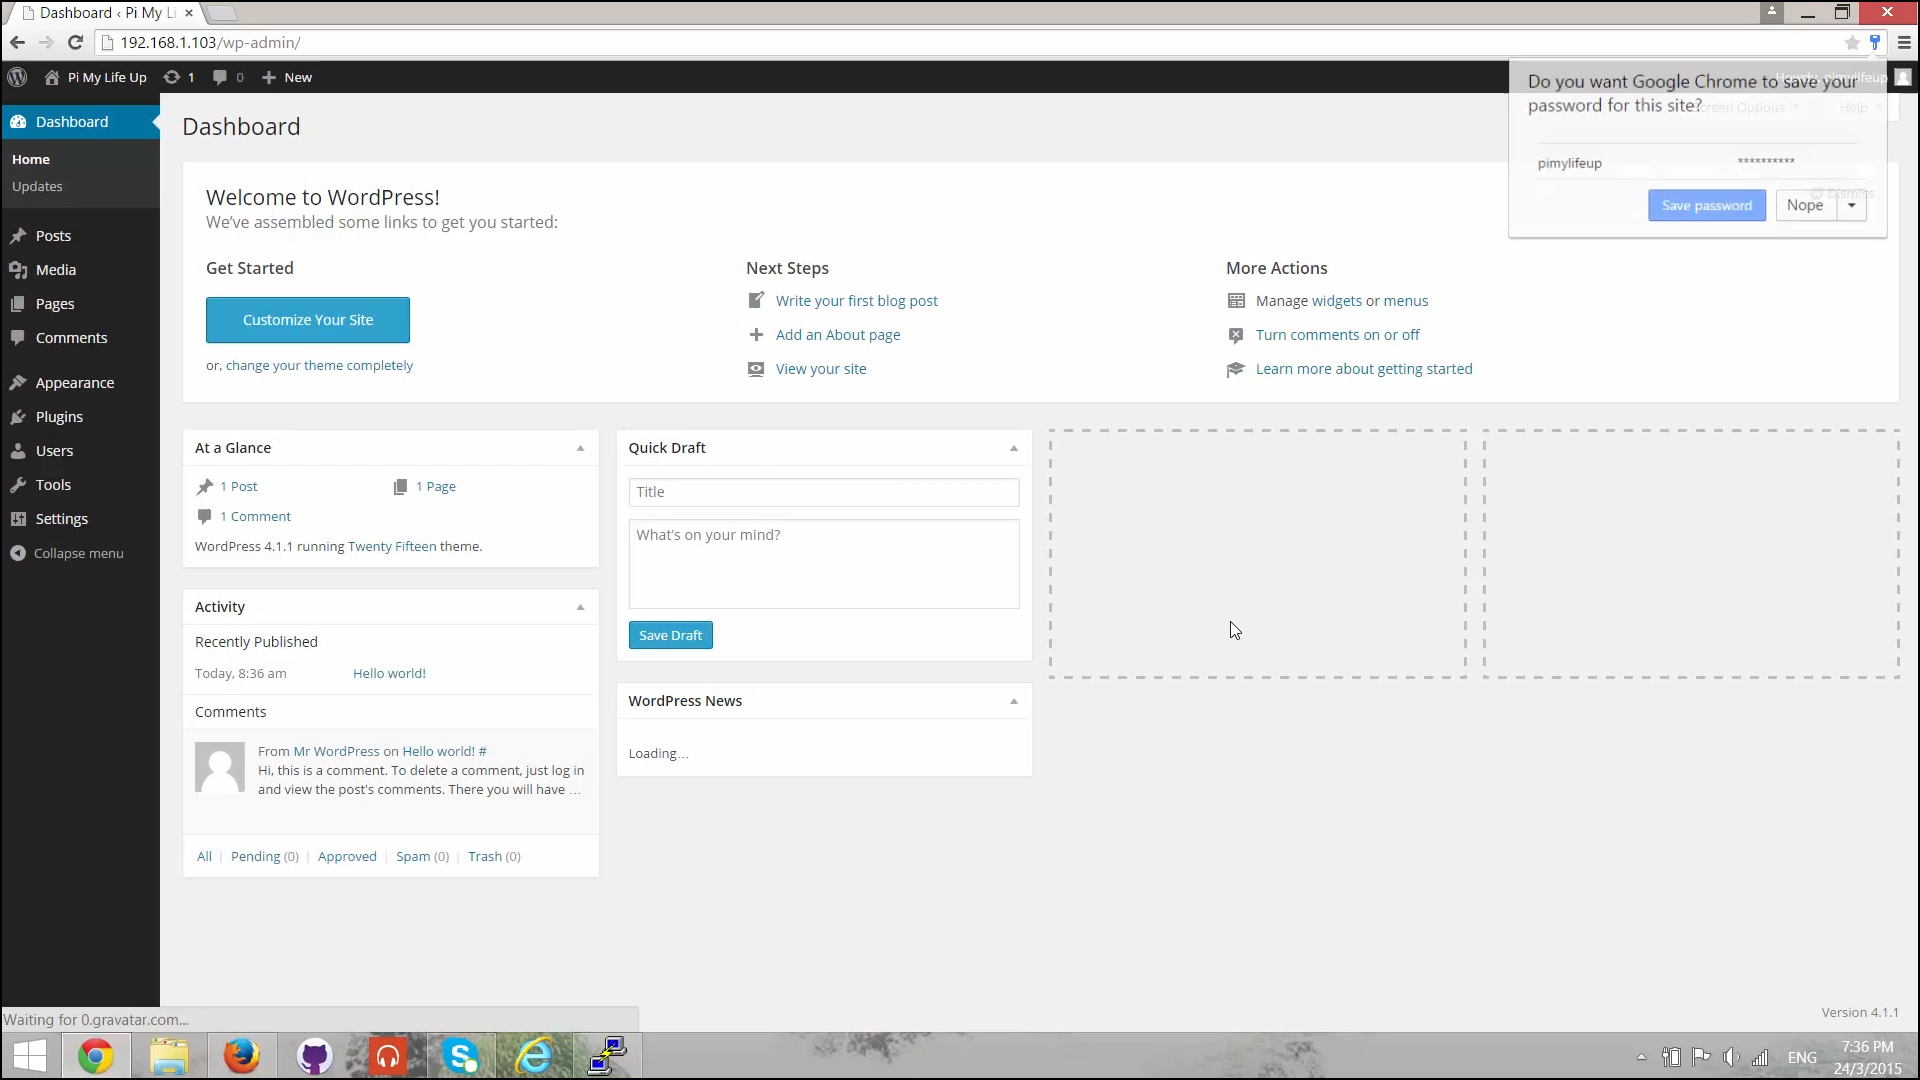 Dashboard ‹ Pi My Li
192.168.1.103/wp-admin/
Pi My Life Up
1
0
New
Howdy, pimylifeup
Do you want Google Chrome to save your
password for this site?
Screen Options
Help
pimylifeup
**********
Dismiss
Save password
Nope
Dashboard
Home
Updates
Posts
Media
Pages
Comments
Appearance
Plugins
Users
Tools
Settings
Collapse menu
Dashboard
Welcome to WordPress!
We've assembled some links to get you started:
Get Started
Customize Your Site
or, change your theme completely
Next Steps
Write your first blog post
Add an About page
View your site
More Actions
Manage widgets or menus
Turn comments on or off
Learn more about getting started
At a Glance
1 Post
1 Page
1 Comment
WordPress 4.1.1 running Twenty Fifteen theme.
Activity
Recently Published
Today, 8:36 am
Hello world!
Comments
From Mr WordPress on Hello world! #
Hi, this is a comment. To delete a comment, just log in
and view the post's comments. There you will have …
All | Pending (0) | Approved | Spam (0) | Trash (0)
Quick Draft
Title
What's on your mind?
Save Draft
WordPress News
Loading…
Version 4.1.1
Waiting for 0.gravatar.com...
ENG
7:36 PM
24/3/2015